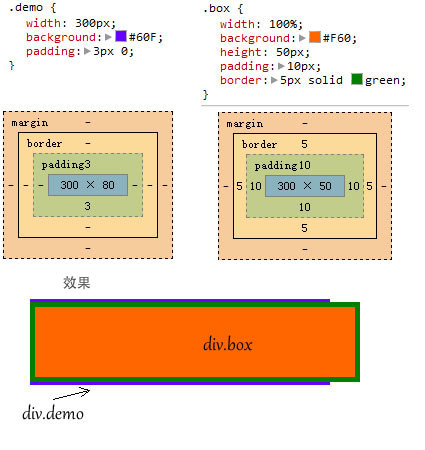 .demo {
width: 300px;
background: #60F;
padding: 3px 0;
}
.box {
width: 100%;
background: #F60;
height: 50px;
padding: 10px;
border: 5px solid green;
}
margin -
border -
padding3
- - - 300 × 80 - - -
3
-
-
margin -
border 5
padding10
- 5 10 300 × 50 10 5 -
10
5
-
效果
div.box
div.demo